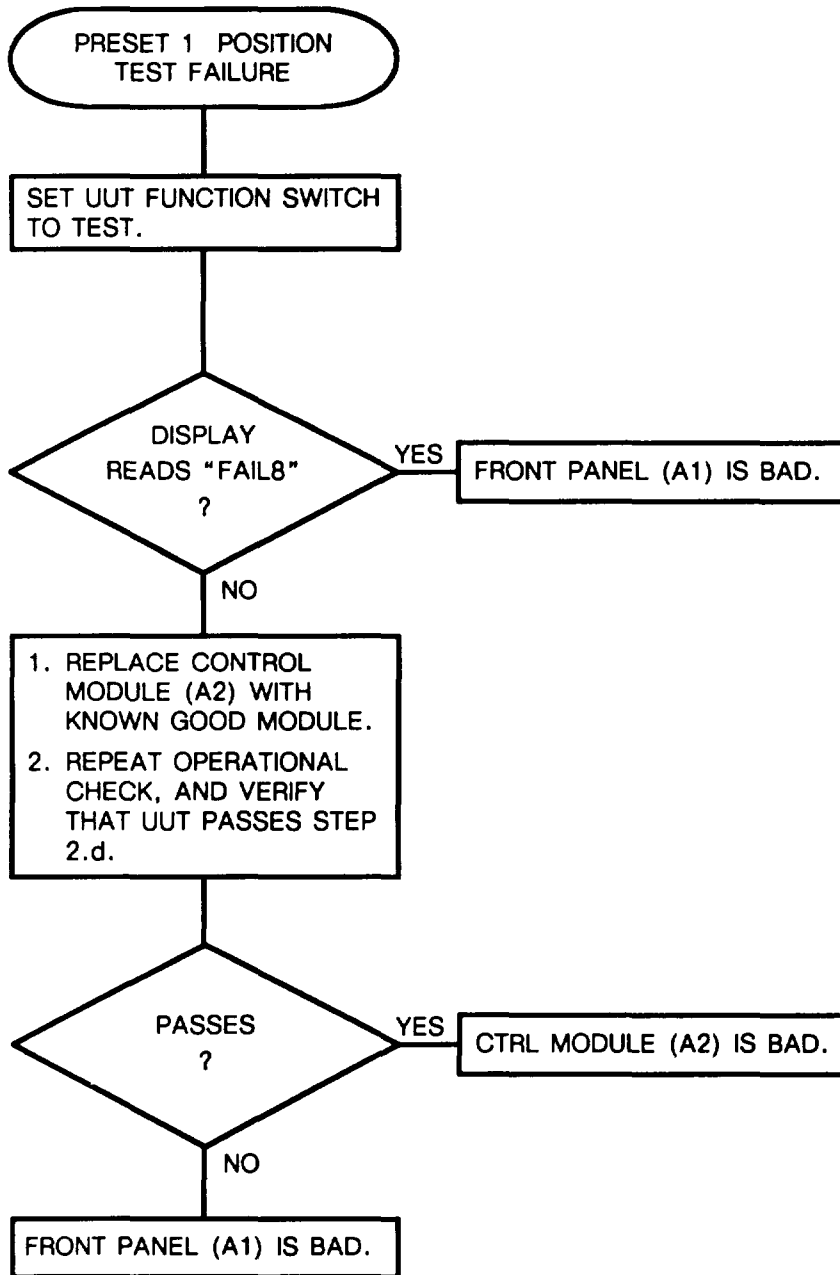 PRESET 1 POSITION
TEST FAILURE
SET UUT FUNCTION SWITCH
TO TEST.
DISPLAY
READS "FAIL8"
?
YES
FRONT PANEL (A1) IS BAD.
NO
1. REPLACE CONTROL
MODULE (A2) WITH
KNOWN GOOD MODULE.
2. REPEAT OPERATIONAL
CHECK, AND VERIFY
THAT UUT PASSES STEP
2.d.
PASSES
?
YES
CTRL MODULE (A2) IS BAD.
NO
FRONT PANEL (A1) IS BAD.